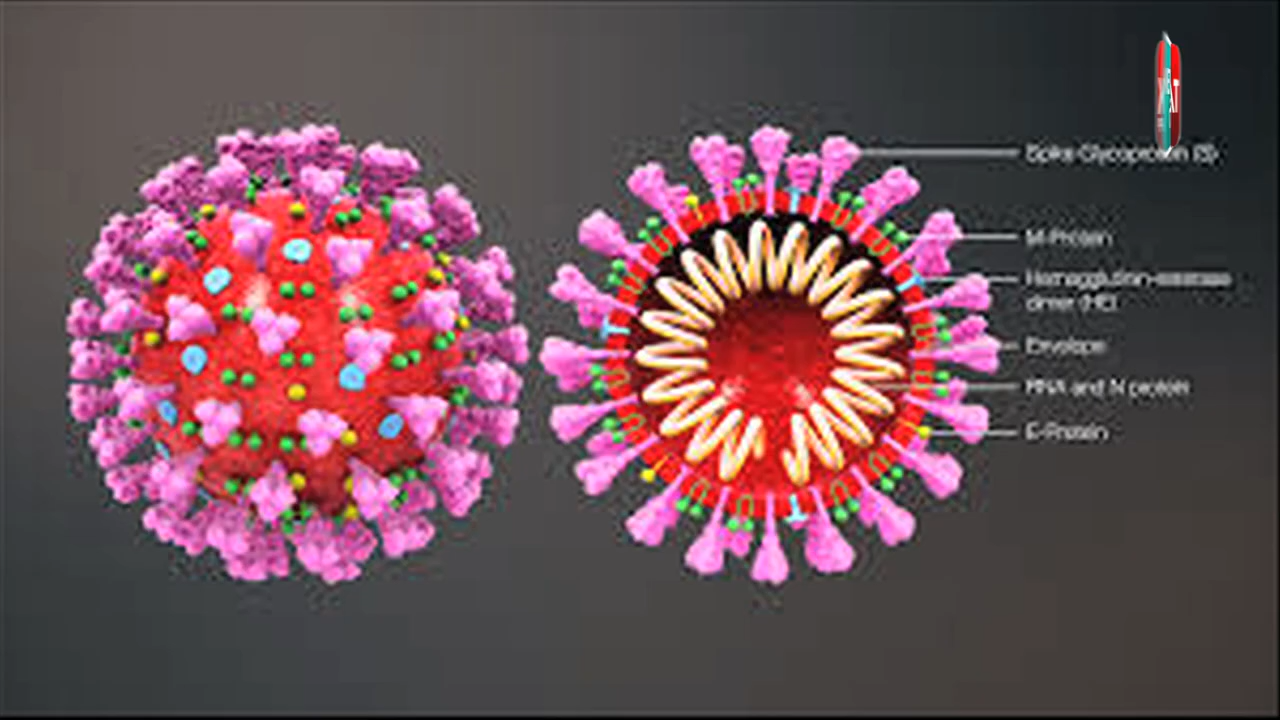 Spike Glycoprotein (S)
M-Protein
Hemagglutinin-esterase
dimer (HE)
Envelope
RNA and N protein
E-Protein